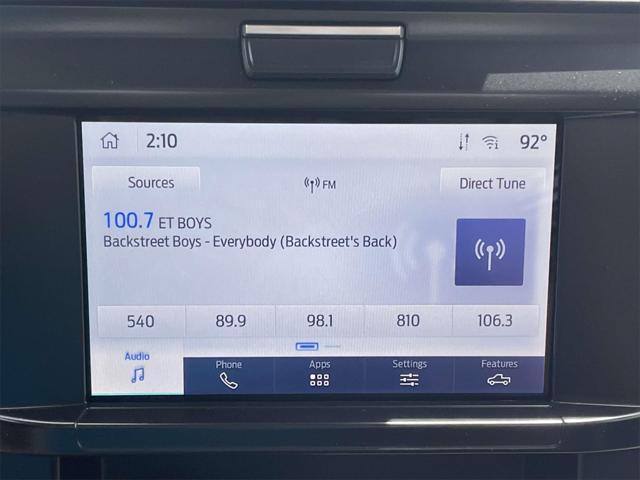 2:10 92°
Sources FM Direct Tune
100.7 ET BOYS
Backstreet Boys - Everybody (Backstreet's Back)
540 89.9 98.1 810 106.3
Audio Phone Apps Settings Features